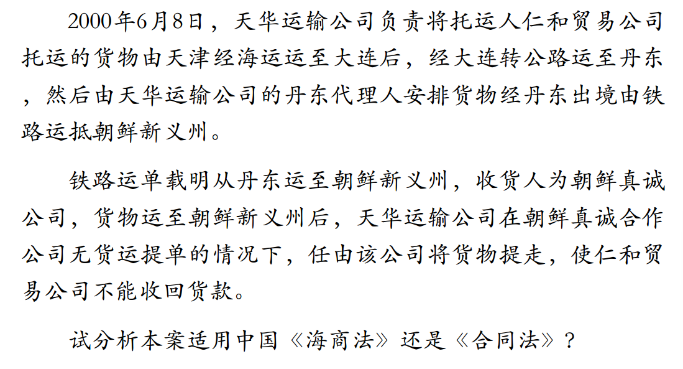 2000年6月8日，天华运输公司负责将托运人仁和贸易公司
托运的货物由天津经海运运至大连后，经大连转公路运至丹东
，然后由天华运输公司的丹东代理人安排货物经丹东出境由铁
路运抵朝鲜新义州。
铁路运单载明从丹东运至朝鲜新义州，收货人为朝鲜真诚
公司，货物运至朝鲜新义州后，天华运输公司在朝鲜真诚合作
公司无货运提单的情况下，任由该公司将货物提走，使仁和贸
易公司不能收回货款。
试分析本案适用中国《海商法》还是《合同法》？